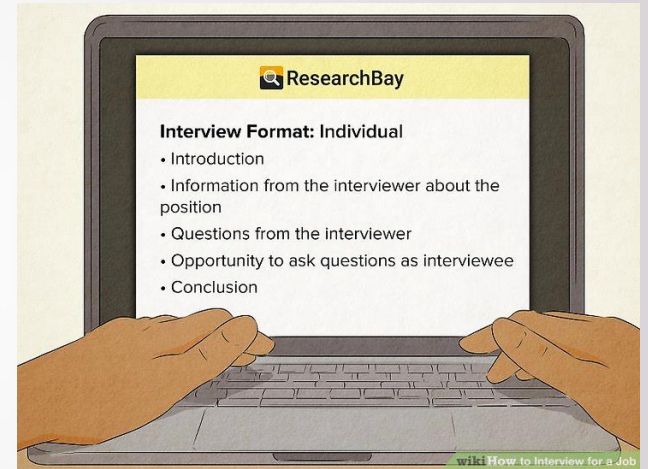 ResearchBay
Interview Format: Individual
• Introduction
• Information from the interviewer about the
position
• Questions from the interviewer
• Opportunity to ask questions as interviewee
• Conclusion
wikiHow to Interview for a Job